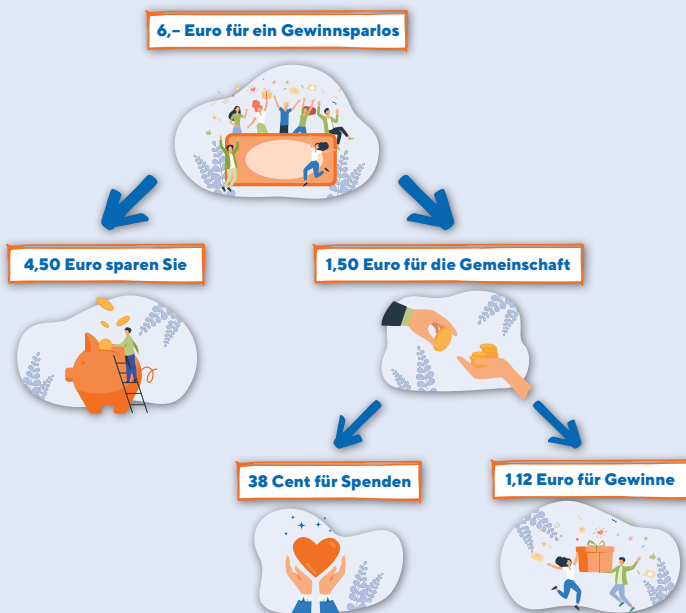 6,– Euro für ein Gewinnsparlos
4,50 Euro sparen Sie
1,50 Euro für die Gemeinschaft
38 Cent für Spenden
1,12 Euro für Gewinne